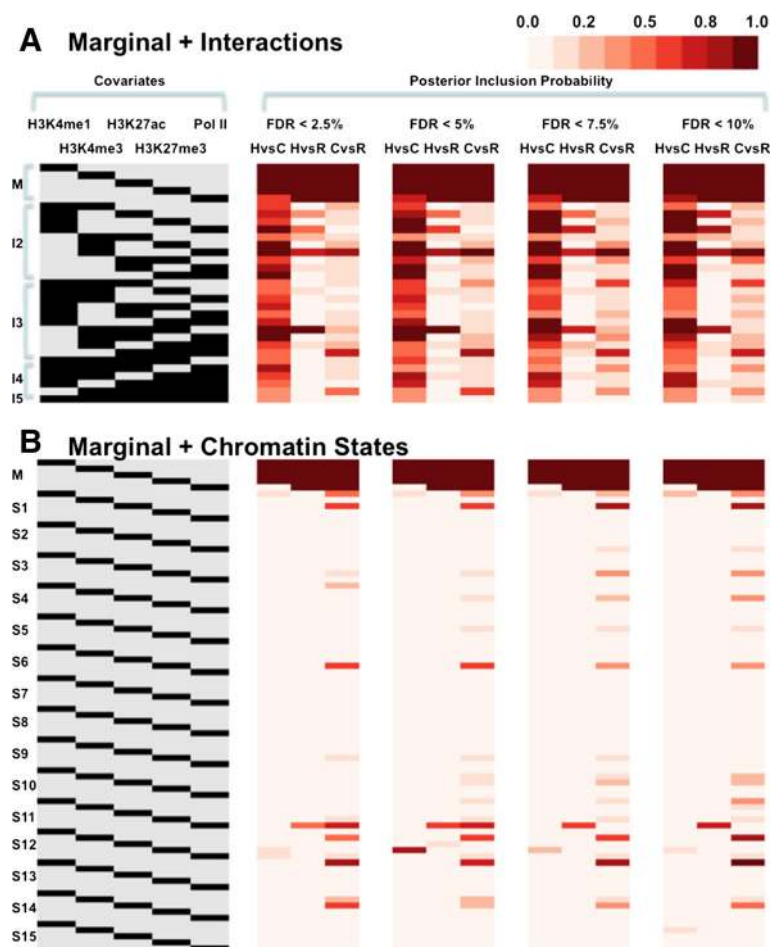 0.0 0.2 0.5 0.8 1.0
A Marginal + Interactions
Covariates
Posterior Inclusion Probability
H3K4me1 H3K27ac Pol II
H3K4me3 H3K27me3
FDR < 2.5% FDR < 5% FDR < 7.5% FDR < 10%
HvsC HvsR CvsR HvsC HvsR CvsR HvsC HvsR CvsR HvsC HvsR CvsR
M
I2
I3
I4
I5
B Marginal + Chromatin States
M
S1
S2
S3
S4
S5
S6
S7
S8
S9
S10
S11
S12
S13
S14
S15